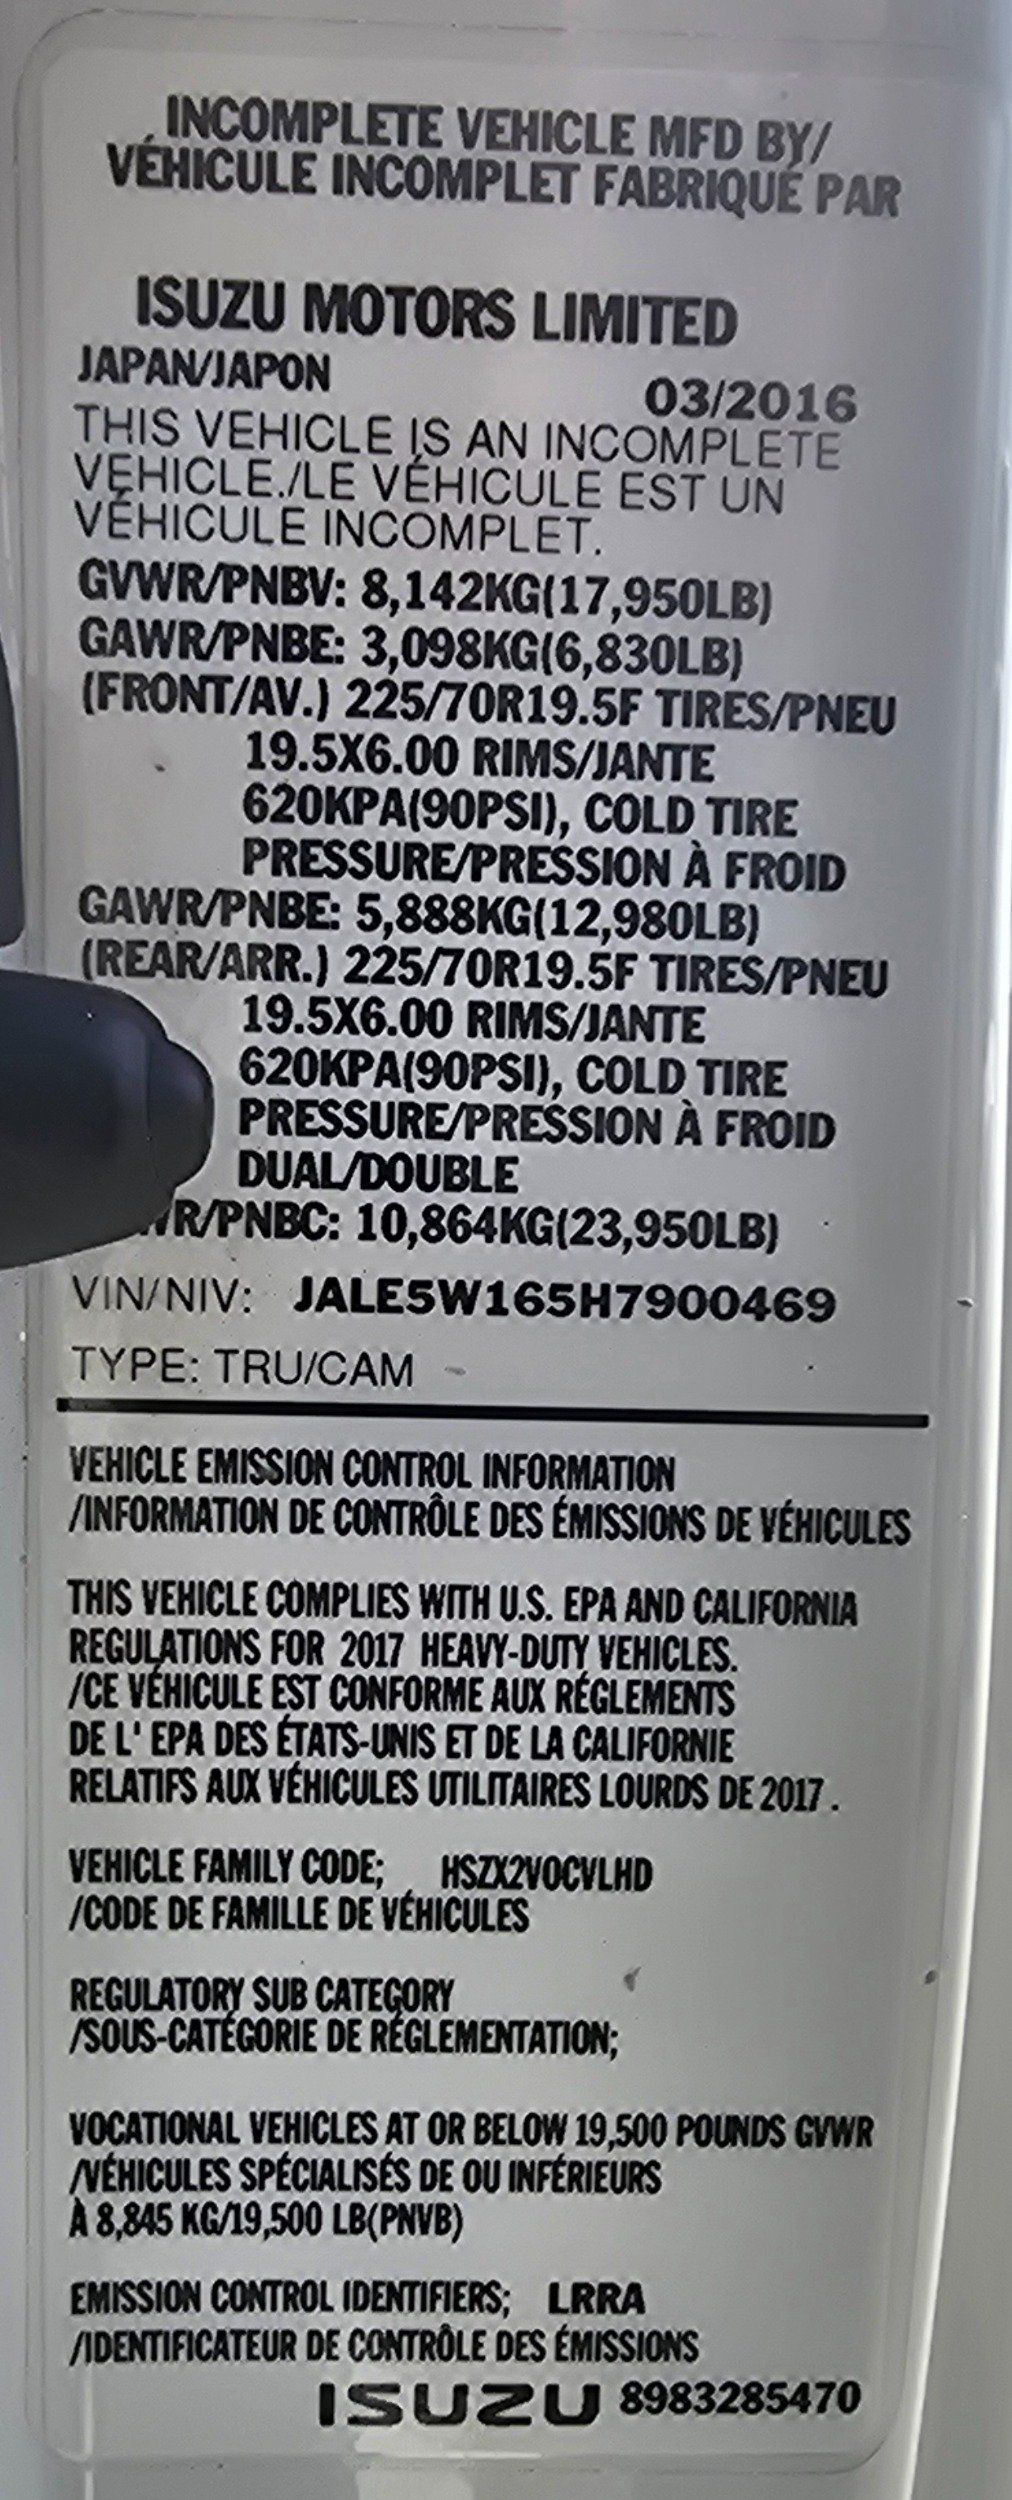 INCOMPLETE VEHICLE MFD BY/
VÉHICULE INCOMPLET FABRIQUÉ PAR
ISUZU MOTORS LIMITED
JAPAN/JAPON
03/2016
THIS VEHICLE IS AN INCOMPLETE
VEHICLE./LE VÉHICULE EST UN
VÉHICULE INCOMPLET.
GVWR/PNBV: 8,142KG(17,950LB)
GAWR/PNBE: 3,098KG(6,830LB)
(FRONT/AV.) 225/70R19.5F TIRES/PNEU
19.5X6.00 RIMS/JANTE
620KPA(90PSI), COLD TIRE
PRESSURE/PRESSION À FROID
GAWR/PNBE: 5,888KG(12,980LB)
(REAR/ARR.) 225/70R19.5F TIRES/PNEU
19.5X6.00 RIMS/JANTE
620KPA(90PSI), COLD TIRE
PRESSURE/PRESSION À FROID
DUAL/DOUBLE
WR/PNBC: 10,864KG(23,950LB)
VIN/NIV: JALE5W165H7900469
TYPE: TRU/CAM
VEHICLE EMISSION CONTROL INFORMATION
/INFORMATION DE CONTRÔLE DES ÉMISSIONS DE VÉHICULES
THIS VEHICLE COMPLIES WITH U.S. EPA AND CALIFORNIA
REGULATIONS FOR 2017 HEAVY-DUTY VEHICLES.
/CE VÉHICULE EST CONFORME AUX RÉGLEMENTS
DE L' EPA DES ÉTATS-UNIS ET DE LA CALIFORNIE
RELATIFS AUX VÉHICULES UTILITAIRES LOURDS DE 2017.
VEHICLE FAMILY CODE; HSZX2VOCVLHD
/CODE DE FAMILLE DE VÉHICULES
REGULATORY SUB CATEGORY
/SOUS-CATÉGORIE DE RÉGLEMENTATION;
VOCATIONAL VEHICLES AT OR BELOW 19,500 POUNDS GVWR
/VÉHICULES SPÉCIALISÉS DE OU INFÉRIEURS
À 8,845 KG/19,500 LB(PNVB)
EMISSION CONTROL IDENTIFIERS; LRRA
/IDENTIFICATEUR DE CONTRÔLE DES ÉMISSIONS
ISUZU 8983285470